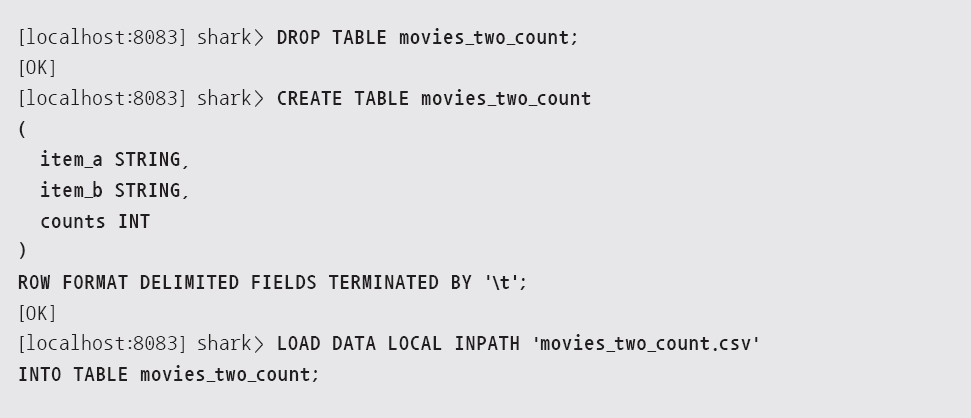 [localhost:8083] shark> DROP TABLE movies_two_count;
[OK]
[localhost:8083] shark> CREATE TABLE movies_two_count
(
  item_a STRING,
  item_b STRING,
  counts INT
)
ROW FORMAT DELIMITED FIELDS TERMINATED BY '\t';
[OK]
[localhost:8083] shark> LOAD DATA LOCAL INPATH 'movies_two_count.csv'
INTO TABLE movies_two_count;